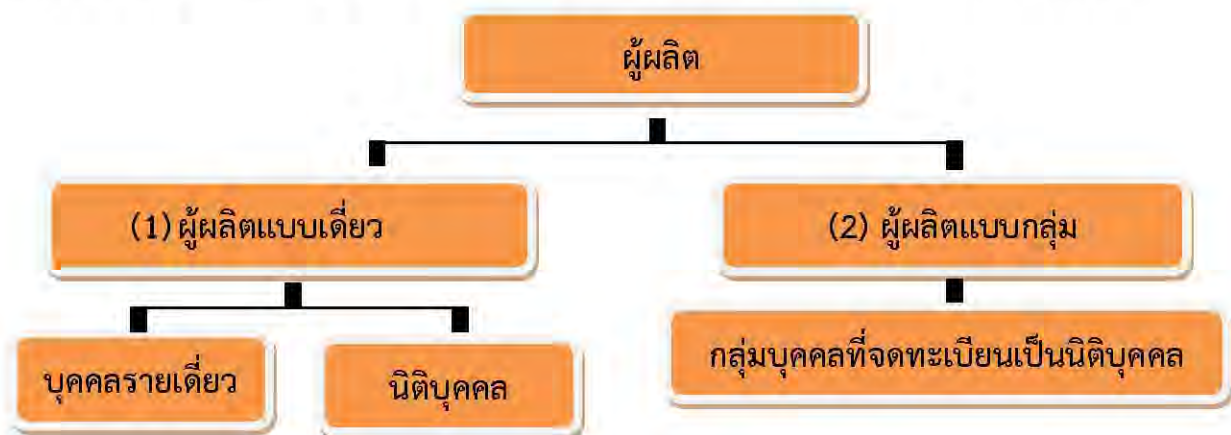 ผู้ผลิต
(1) ผู้ผลิตแบบเดี่ยว
(2) ผู้ผลิตแบบกลุ่ม
บุคคลรายเดี่ยว
นิติบุคคล
กลุ่มบุคคลที่จดทะเบียนเป็นนิติบุคคล